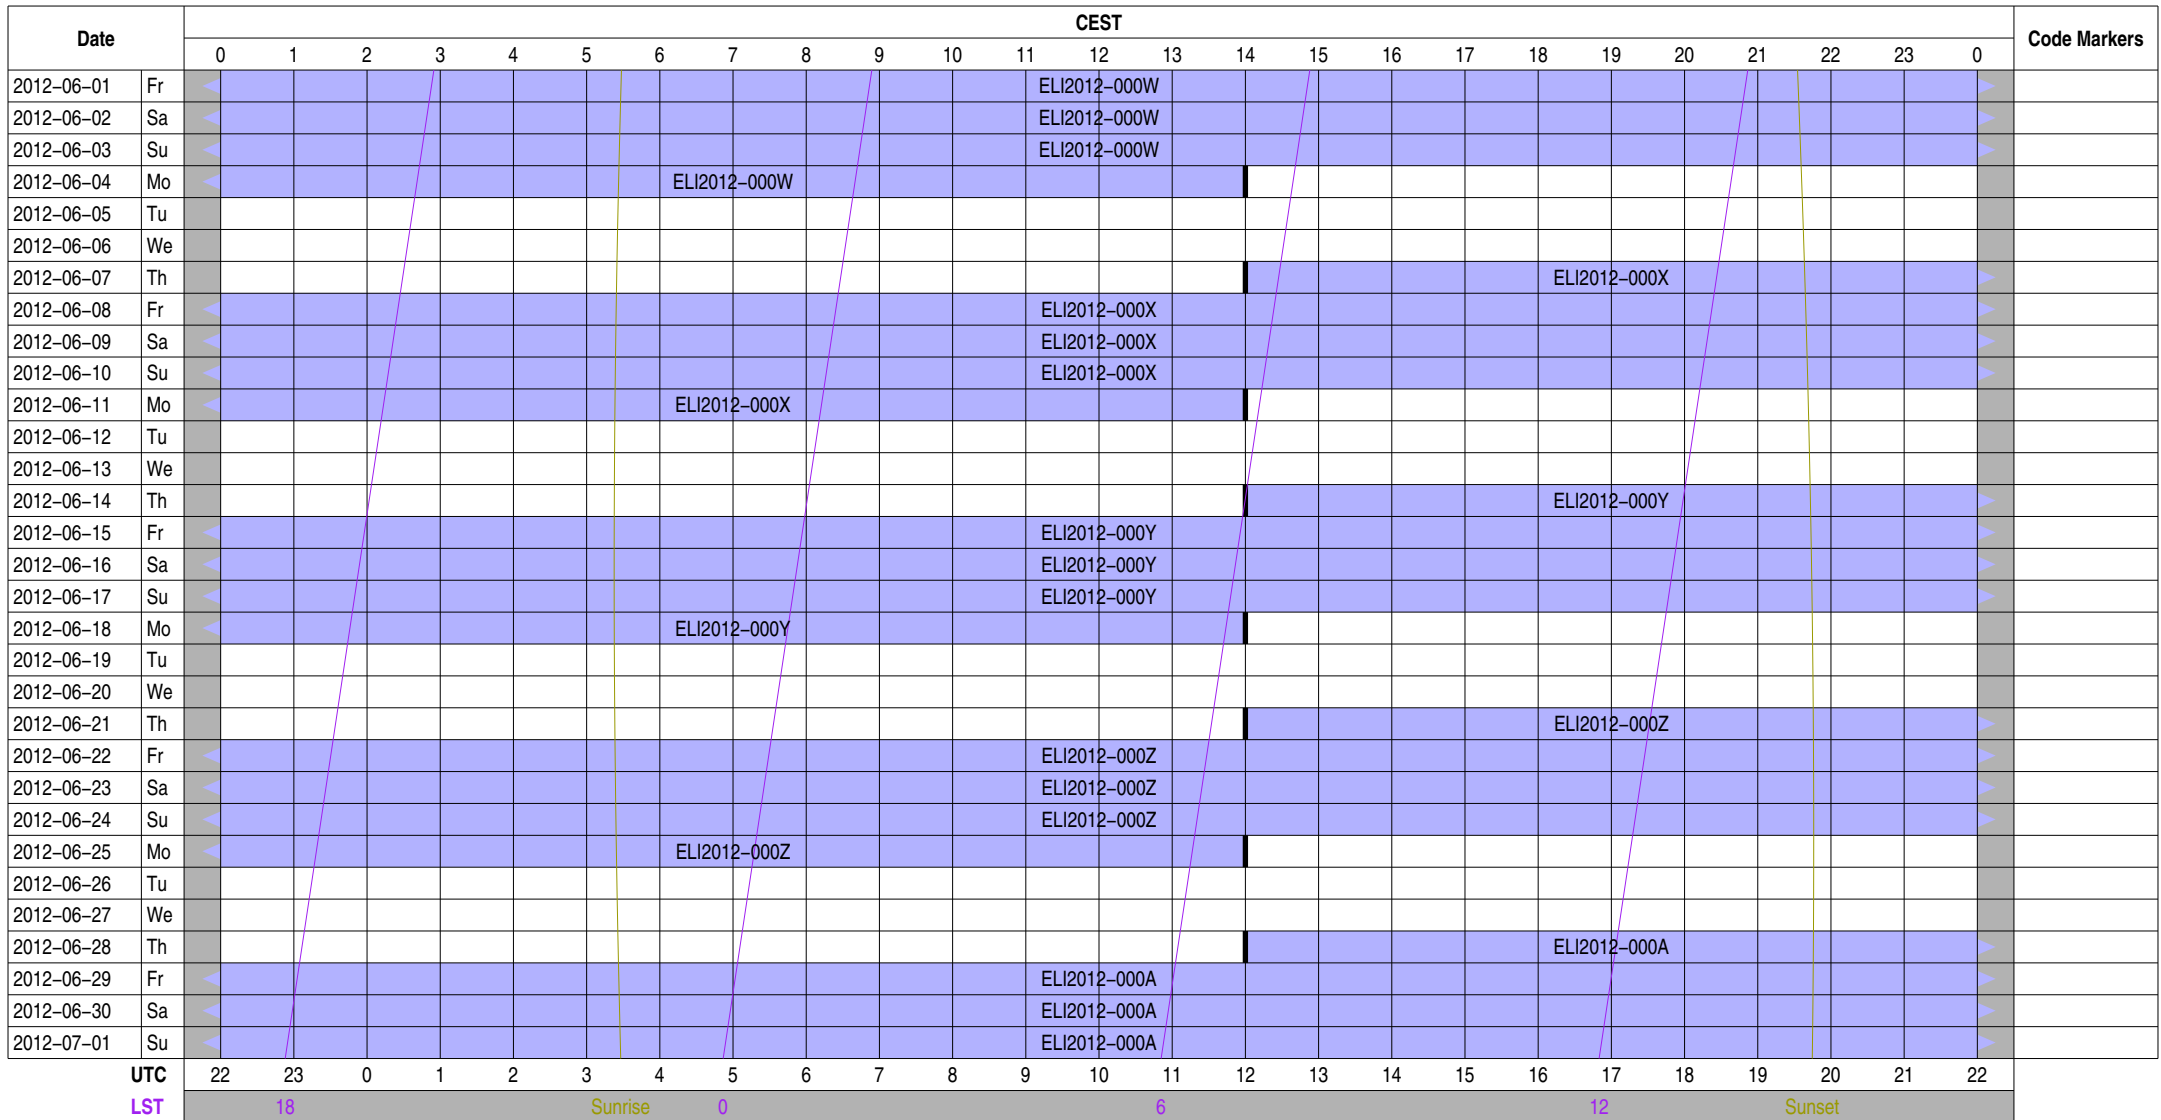 Date CEST Code Markers
0 1 2 3 4 5 6 7 8 9 10 11 12 13 14 15 16 17 18 19 20 21 22 23 0
2012−06−01 Fr ELI2012−000W
2012−06−02 Sa ELI2012−000W
2012−06−03 Su ELI2012−000W
2012−06−04 Mo ELI2012−000W
2012−06−05 Tu
2012−06−06 We
2012−06−07 Th ELI2012−000X
2012−06−08 Fr ELI2012−000X
2012−06−09 Sa ELI2012−000X
2012−06−10 Su ELI2012−000X
2012−06−11 Mo ELI2012−000X
2012−06−12 Tu
2012−06−13 We
2012−06−14 Th ELI2012−000Y
2012−06−15 Fr ELI2012−000Y
2012−06−16 Sa ELI2012−000Y
2012−06−17 Su ELI2012−000Y
2012−06−18 Mo ELI2012−000Y
2012−06−19 Tu
2012−06−20 We
2012−06−21 Th ELI2012−000Z
2012−06−22 Fr ELI2012−000Z
2012−06−23 Sa ELI2012−000Z
2012−06−24 Su ELI2012−000Z
2012−06−25 Mo ELI2012−000Z
2012−06−26 Tu
2012−06−27 We
2012−06−28 Th ELI2012−000A
2012−06−29 Fr ELI2012−000A
2012−06−30 Sa ELI2012−000A
2012−07−01 Su ELI2012−000A
UTC 22 23 0 1 2 3 4 5 6 7 8 9 10 11 12 13 14 15 16 17 18 19 20 21 22
LST 18 Sunrise 0 6 12 Sunset